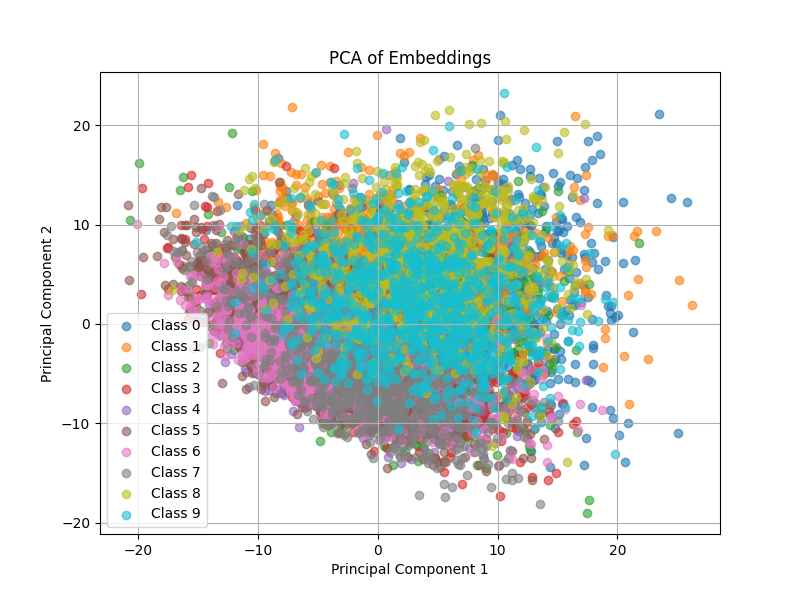 PCA of Embeddings
20
10
0
−10
−20
Principal Component 2
Class 0
Class 1
Class 2
Class 3
Class 4
Class 5
Class 6
Class 7
Class 8
Class 9
−20 −10 0 10 20
Principal Component 1